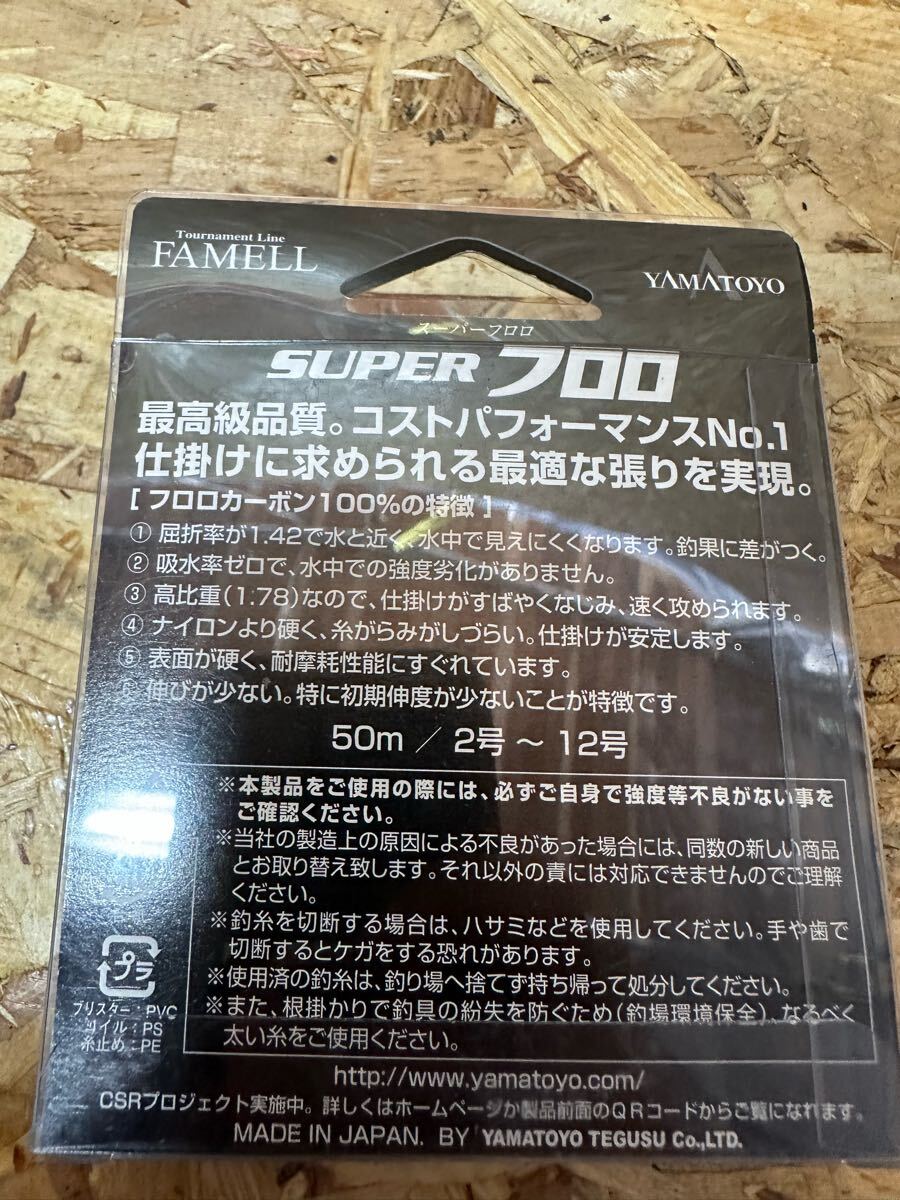 Tournament Line
FAMELL
YAMATOYO
スーパーフロロ
SUPER フロロ
最高級品質。コストパフォーマンスNo.1
仕掛けに求められる最適な張りを実現。
[ フロロカーボン100%の特徴 ]
① 屈折率が1.42で水と近く、水中で見えにくくなります。釣果に差がつく。
② 吸水率ゼロで、水中での強度劣化がありません。
③ 高比重(1.78)なので、仕掛けがすばやくなじみ、速く攻められます。
④ ナイロンより硬く、糸がらみがしづらい。仕掛けが安定します。
⑤ 表面が硬く、耐摩耗性能にすぐれています。
⑥ 伸びが少ない。特に初期伸度が少ないことが特徴です。
50m / 2号 〜 12号
※本製品をご使用の際には、必ずご自身で強度等不良がない事を
ご確認ください。
※当社の製造上の原因による不良があった場合には、同数の新しい商品
とお取り替え致します。それ以外の責には対応できませんのでご理解
ください。
※釣糸を切断する場合は、ハサミなどを使用してください。手や歯で
切断するとケガをする恐れがあります。
※使用済の釣糸は、釣り場へ捨てず持ち帰って処分してください。
※また、根掛かりで釣具の紛失を防ぐため(釣場環境保全)、なるべく
太い糸をご使用ください。
プラ
ブリスター:PVC
リイル:PS
糸止め:PE
http://www.yamatoyo.com/
CSRプロジェクト実施中。詳しくはホームページか製品前面のQRコードからご覧になれます。
MADE IN JAPAN. BY YAMATOYO TEGUSU Co.,LTD.